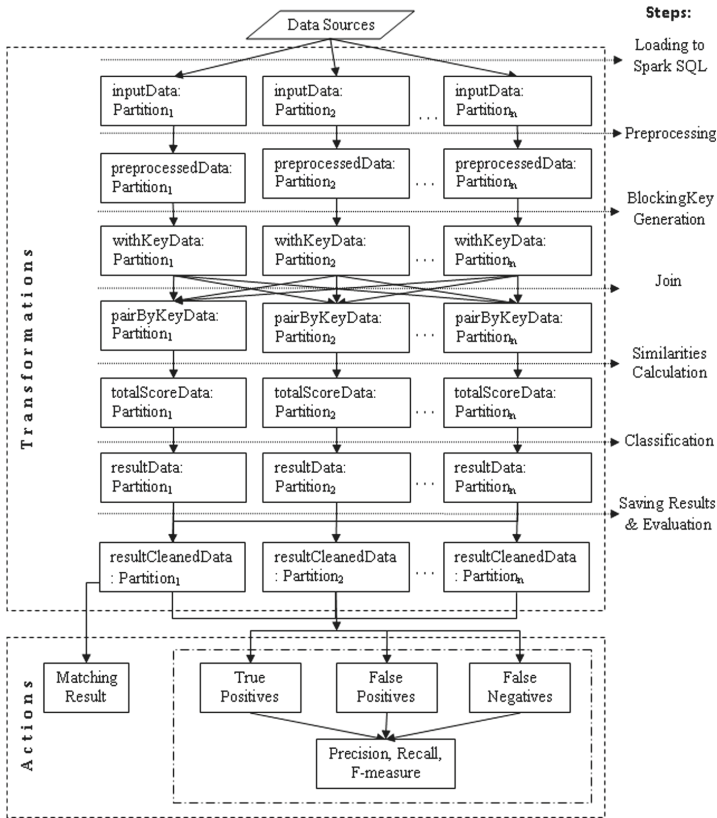 Data Sources
Steps:
Loading to
Spark SQL
inputData:
Partition1
inputData:
Partition2
. . .
inputData:
Partitionn
Preprocessing
preprocessedData:
Partition1
preprocessedData:
Partition2
. . .
preprocessedData:
Partitionn
BlockingKey
Generation
withKeyData:
Partition1
withKeyData:
Partition2
. . .
withKeyData:
Partitionn
Join
pairByKeyData:
Partition1
pairByKeyData:
Partition2
. . .
pairByKeyData:
Partitionn
Similarities
Calculation
totalScoreData:
Partition1
totalScoreData:
Partition2
. . .
totalScoreData:
Partitionn
Classification
resultData:
Partition1
resultData:
Partition2
. . .
resultData:
Partitionn
Saving Results
& Evaluation
resultCleanedData
: Partition1
resultCleanedData
: Partition2
. . .
resultCleanedData
: Partitionn
Transformations
Matching
Result
True
Positives
False
Positives
False
Negatives
Precision, Recall,
F-measure
Actions